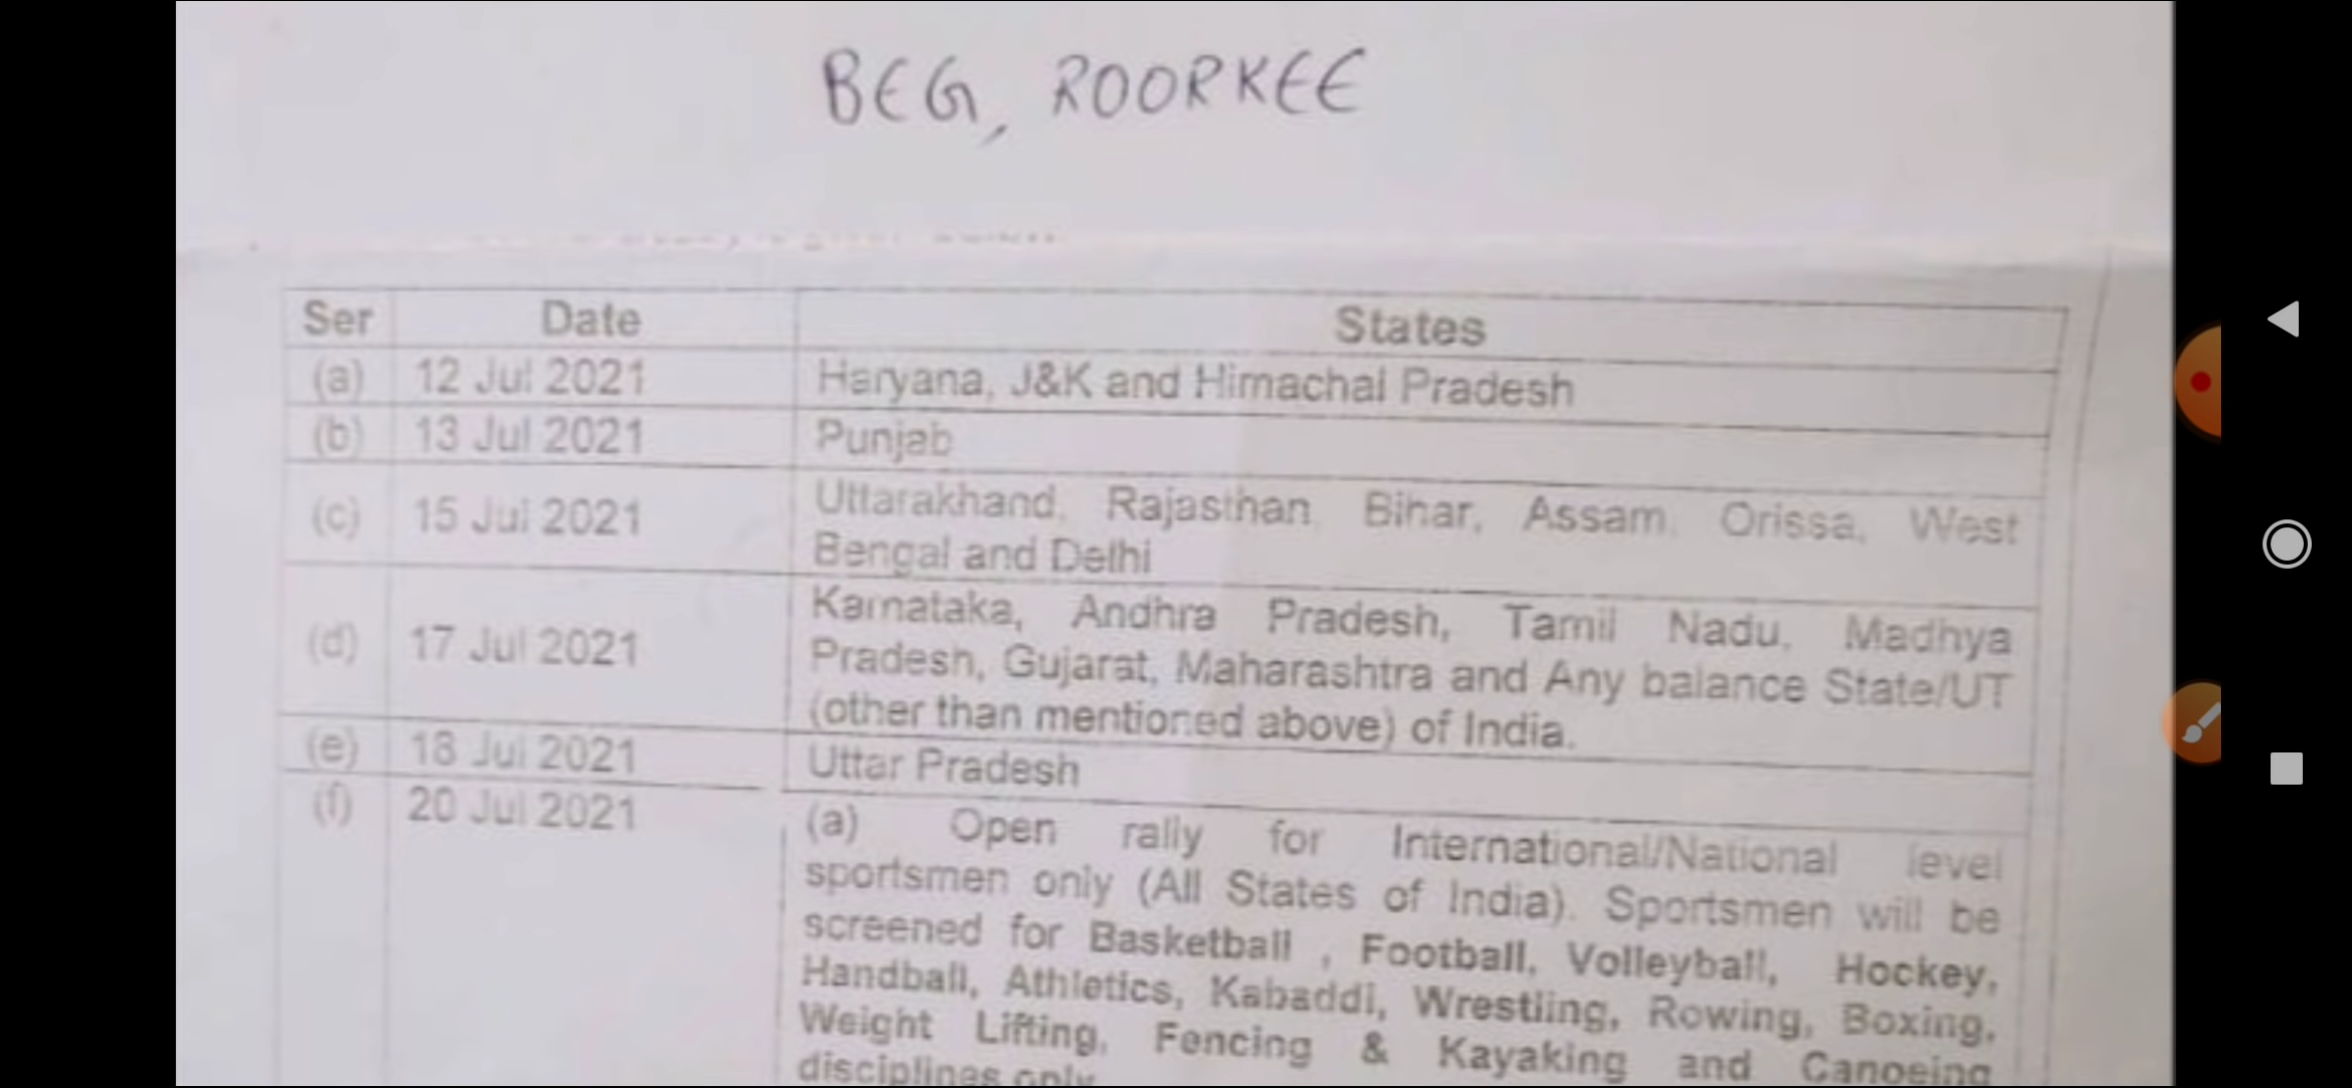 BEG, ROORKEE
Ser Date States
(a) 12 Jul 2021 Haryana, J&K and Himachal Pradesh
(b) 13 Jul 2021 Punjab
(c) 15 Jul 2021 Uttarakhand, Rajasthan, Bihar, Assam, Orissa, West
Bengal and Delhi
(d) 17 Jul 2021 Karnataka, Andhra Pradesh, Tamil Nadu, Madhya
Pradesh, Gujarat, Maharashtra and Any balance State/UT
(other than mentioned above) of India.
(e) 18 Jul 2021 Uttar Pradesh
(f) 20 Jul 2021 (a) Open rally for International/National level
sportsmen only (All States of India). Sportsmen will be
screened for Basketball , Football, Volleyball, Hockey,
Handball, Athletics, Kabaddi, Wrestling, Rowing, Boxing,
Weight Lifting, Fencing & Kayaking and Canoeing
disciplines only